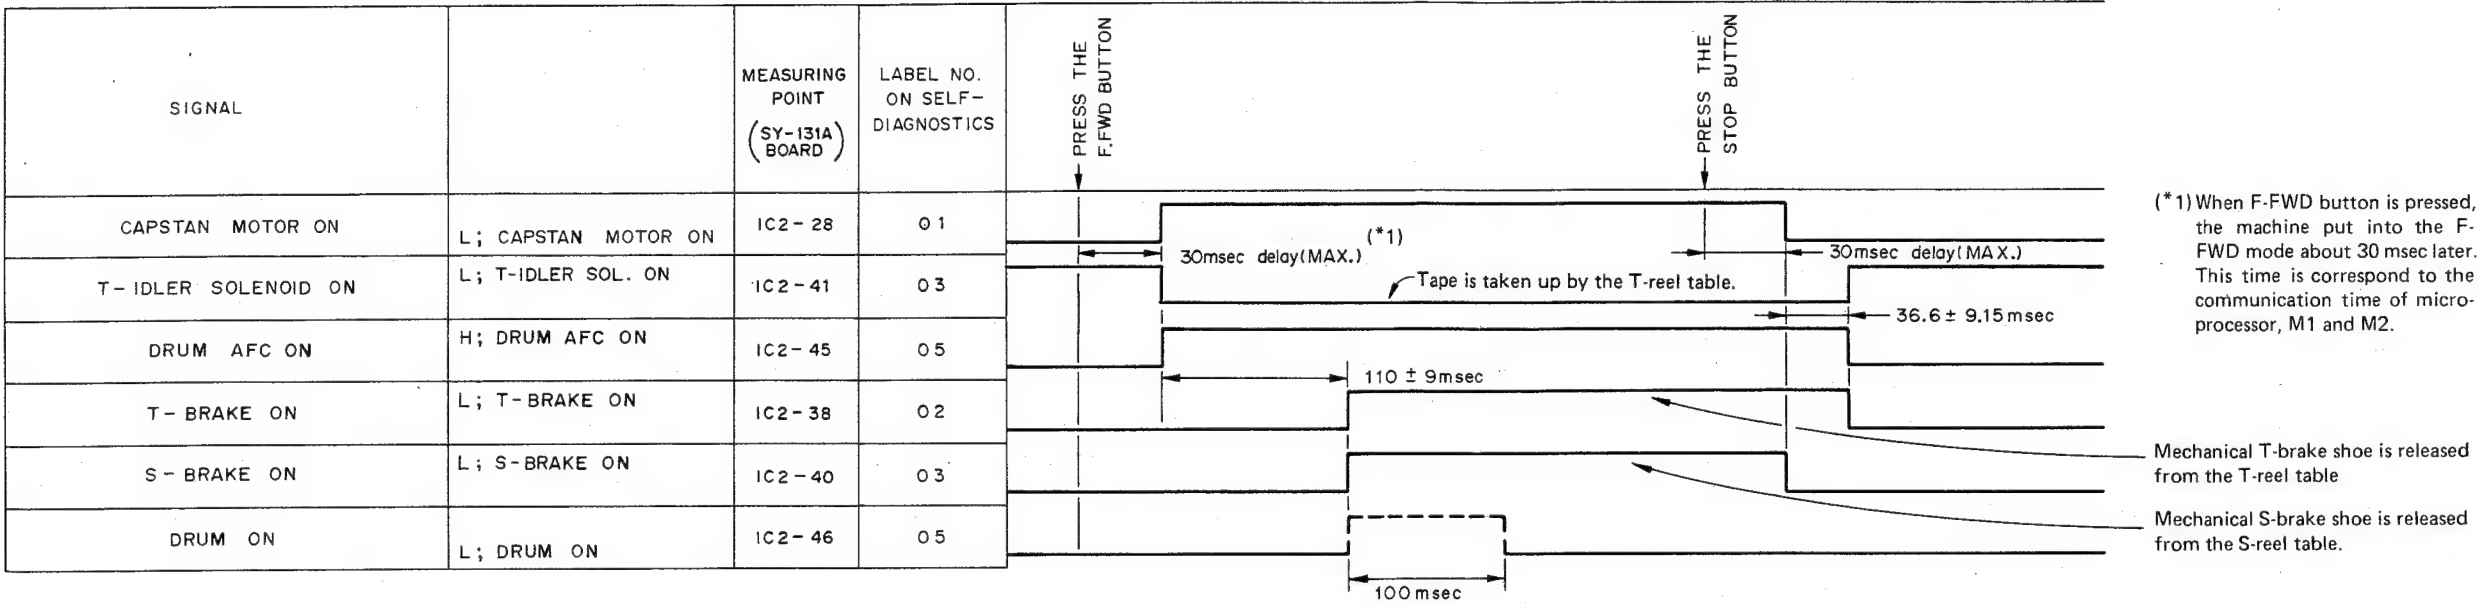 SIGNAL
MEASURING
POINT
(SY-131A
BOARD)
LABEL NO.
ON SELF-
DIAGNOSTICS
PRESS THE
F.FWD BUTTON
PRESS THE
STOP BUTTON
CAPSTAN MOTOR ON
L; CAPSTAN MOTOR ON
IC2-28
01
30msec delay(MAX.) (*1)
30msec delay(MAX.)
T-IDLER SOLENOID ON
L; T-IDLER SOL. ON
IC2-41
03
Tape is taken up by the T-reel table.
36.6 ± 9.15 msec
DRUM AFC ON
H; DRUM AFC ON
IC2-45
05
110 ± 9msec
T-BRAKE ON
L; T-BRAKE ON
IC2-38
02
S-BRAKE ON
L; S-BRAKE ON
IC2-40
03
DRUM ON
L; DRUM ON
IC2-46
05
100 msec
(*1) When F-FWD button is pressed,
the machine put into the F-
FWD mode about 30 msec later.
This time is correspond to the
communication time of micro-
processor, M1 and M2.
Mechanical T-brake shoe is released
from the T-reel table
Mechanical S-brake shoe is released
from the S-reel table.